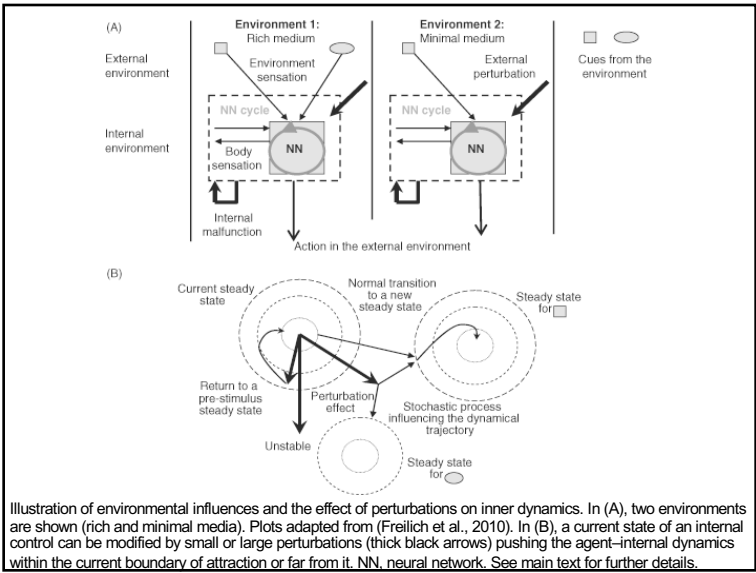 (A)
Environment 1:
Rich medium
Environment 2:
Minimal medium
External
environment
Environment
sensation
External
perturbation
Cues from the
environment
NN cycle
NN cycle
Internal
environment
NN
NN
Body
sensation
Internal
malfunction
Action in the external environment
(B)
Current steady
state
Normal transition
to a new
steady state
Steady state
for
Return to a
pre-stimulus
steady state
Perturbation
effect
Stochastic process
influencing the dynamical
trajectory
Unstable
Steady state
for
Illustration of environmental influences and the effect of perturbations on inner dynamics. In (A), two environments
are shown (rich and minimal media). Plots adapted from (Freilich et al., 2010). In (B), a current state of an internal
control can be modified by small or large perturbations (thick black arrows) pushing the agent–internal dynamics
within the current boundary of attraction or far from it. NN, neural network. See main text for further details.